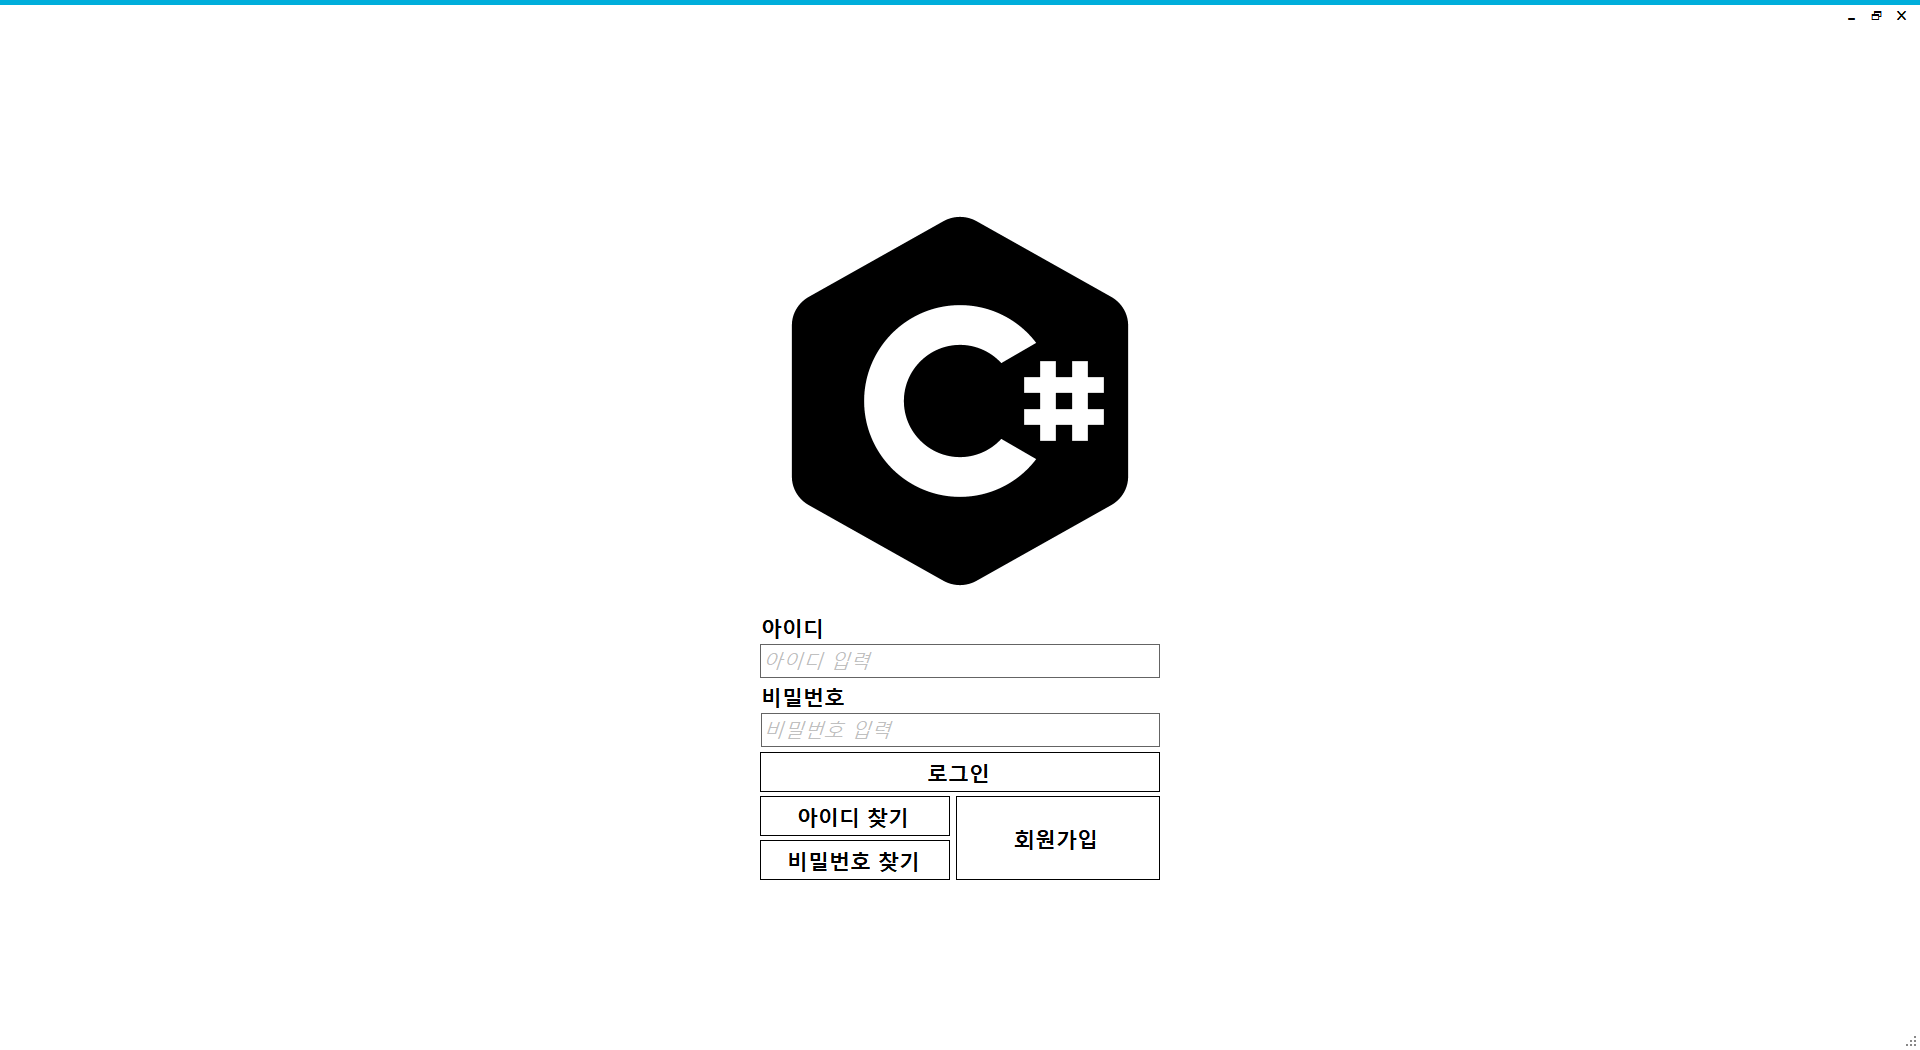 C#
아이디
아이디 입력
비밀번호
비밀번호 입력
로그인
아이디 찾기
회원가입
비밀번호 찾기